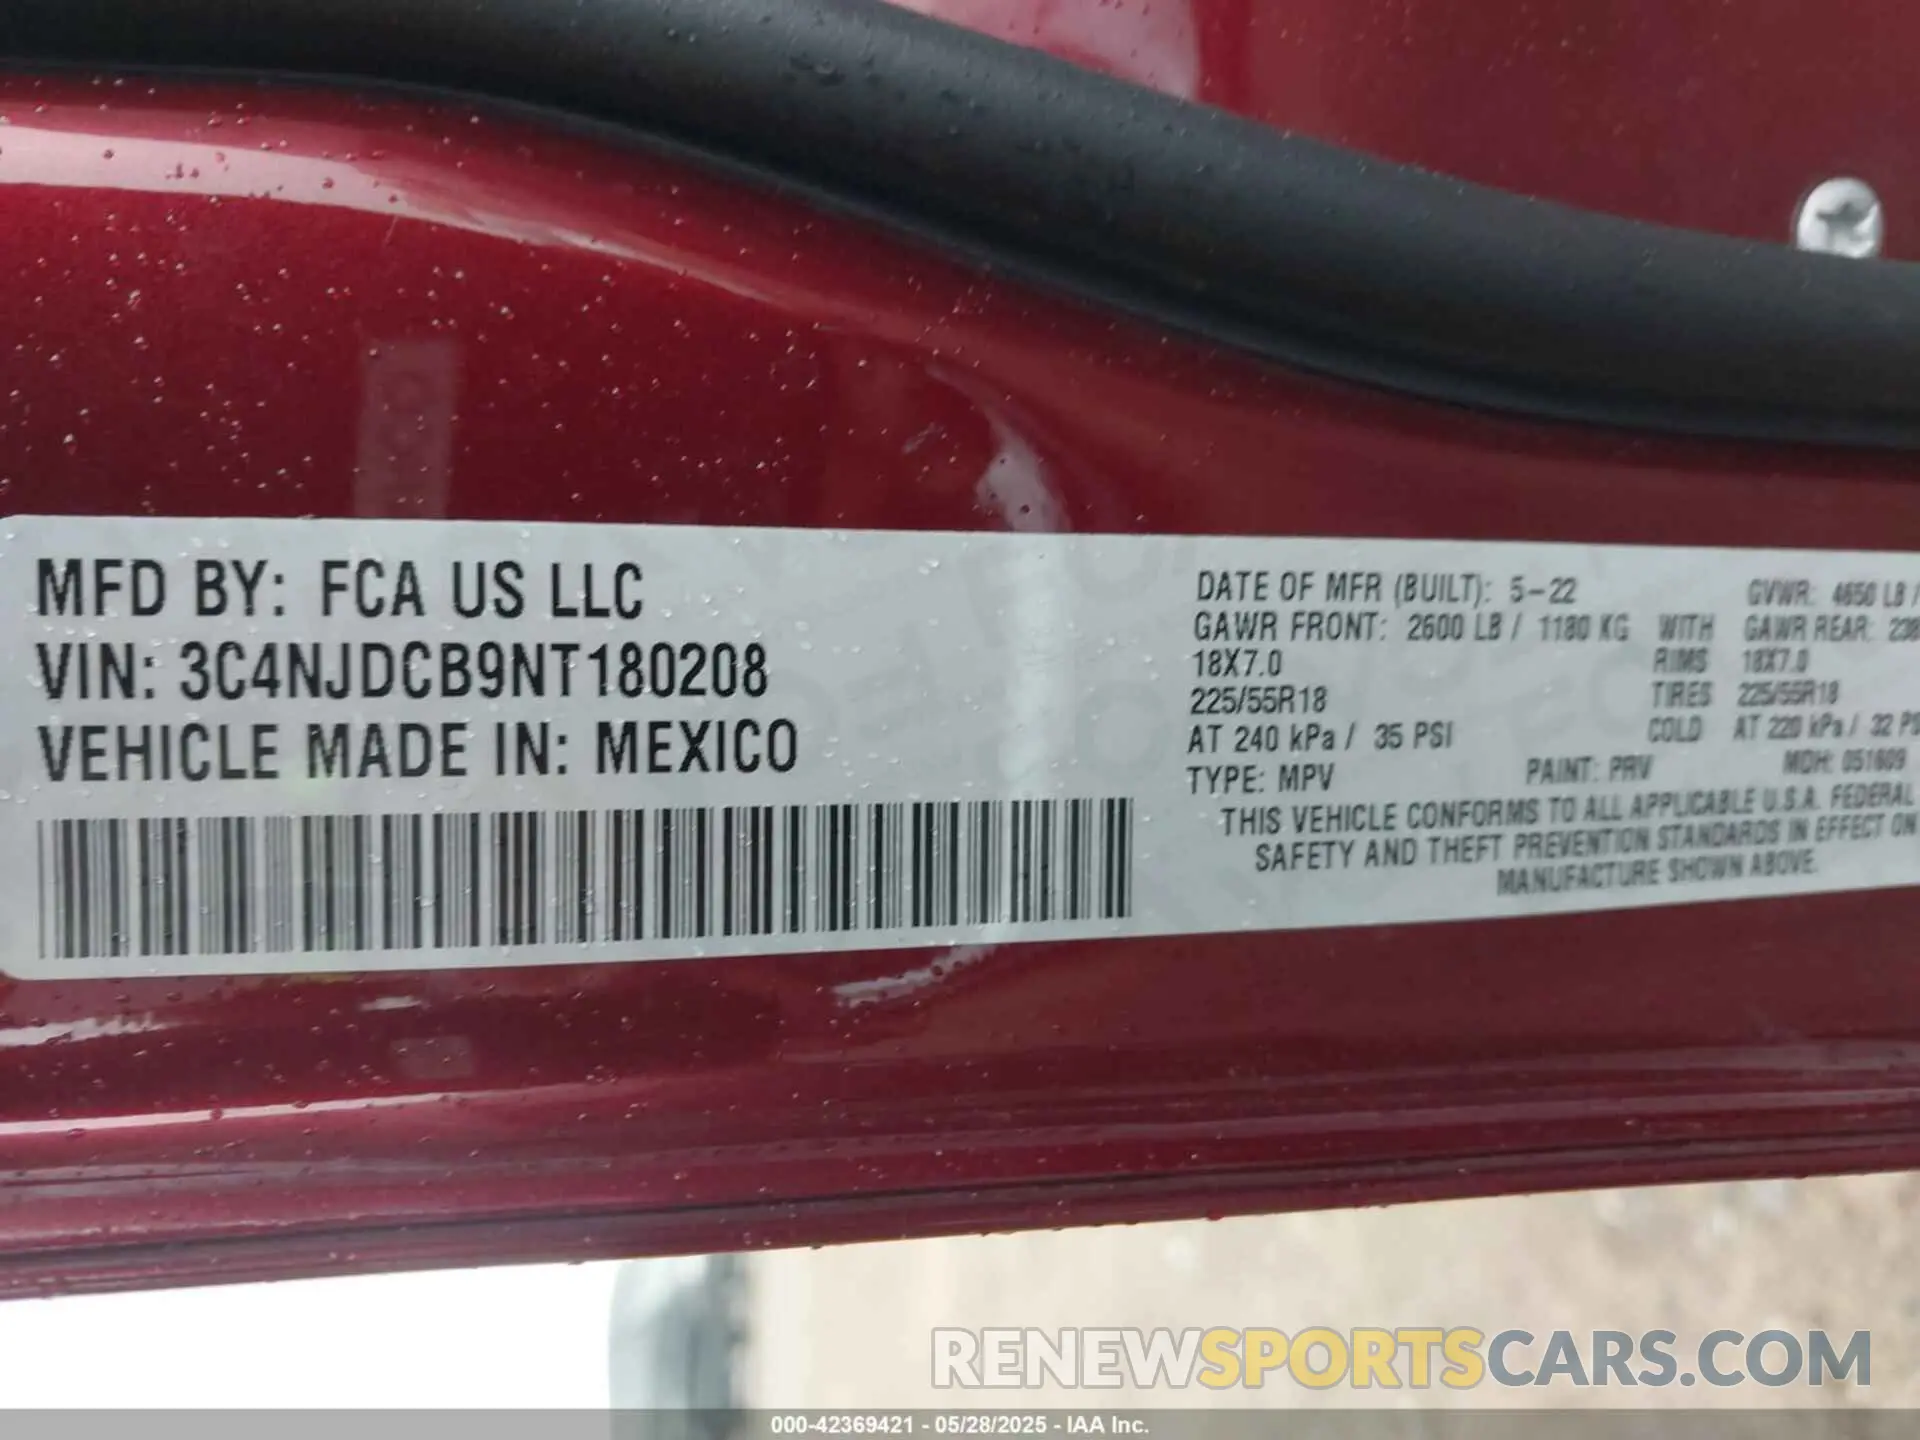 MFD BY: FCA US LLC
VIN: 3C4NJDCB9NT180208
VEHICLE MADE IN: MEXICO
DATE OF MFR (BUILT): 5-22 GVWR: 4650 LB /
GAWR FRONT: 2600 LB / 1180 KG WITH GAWR REAR:
18X7.0 RIMS 18X7.0
225/55R18 TIRES 225/55R18
AT 240 kPa / 35 PSI COLD AT 220 kPa / 32
TYPE: MPV PAINT: PRV MDH: 051609
THIS VEHICLE CONFORMS TO ALL APPLICABLE U.S.A. FEDERAL
SAFETY AND THEFT PREVENTION STANDARDS IN EFFECT ON
MANUFACTURE SHOWN ABOVE.
RENEWSPORTSCARS.COM
000-42369421 - 05/28/2025 - IAA Inc.